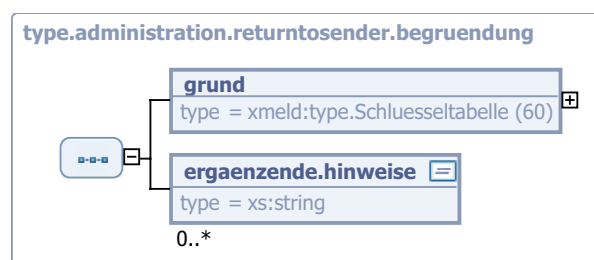 type.administration.returntosender.begruendung
grund
type = xmeld:type.Schluesseltabelle (60)
ergaenzende.hinweise
type = xs:string
0..*